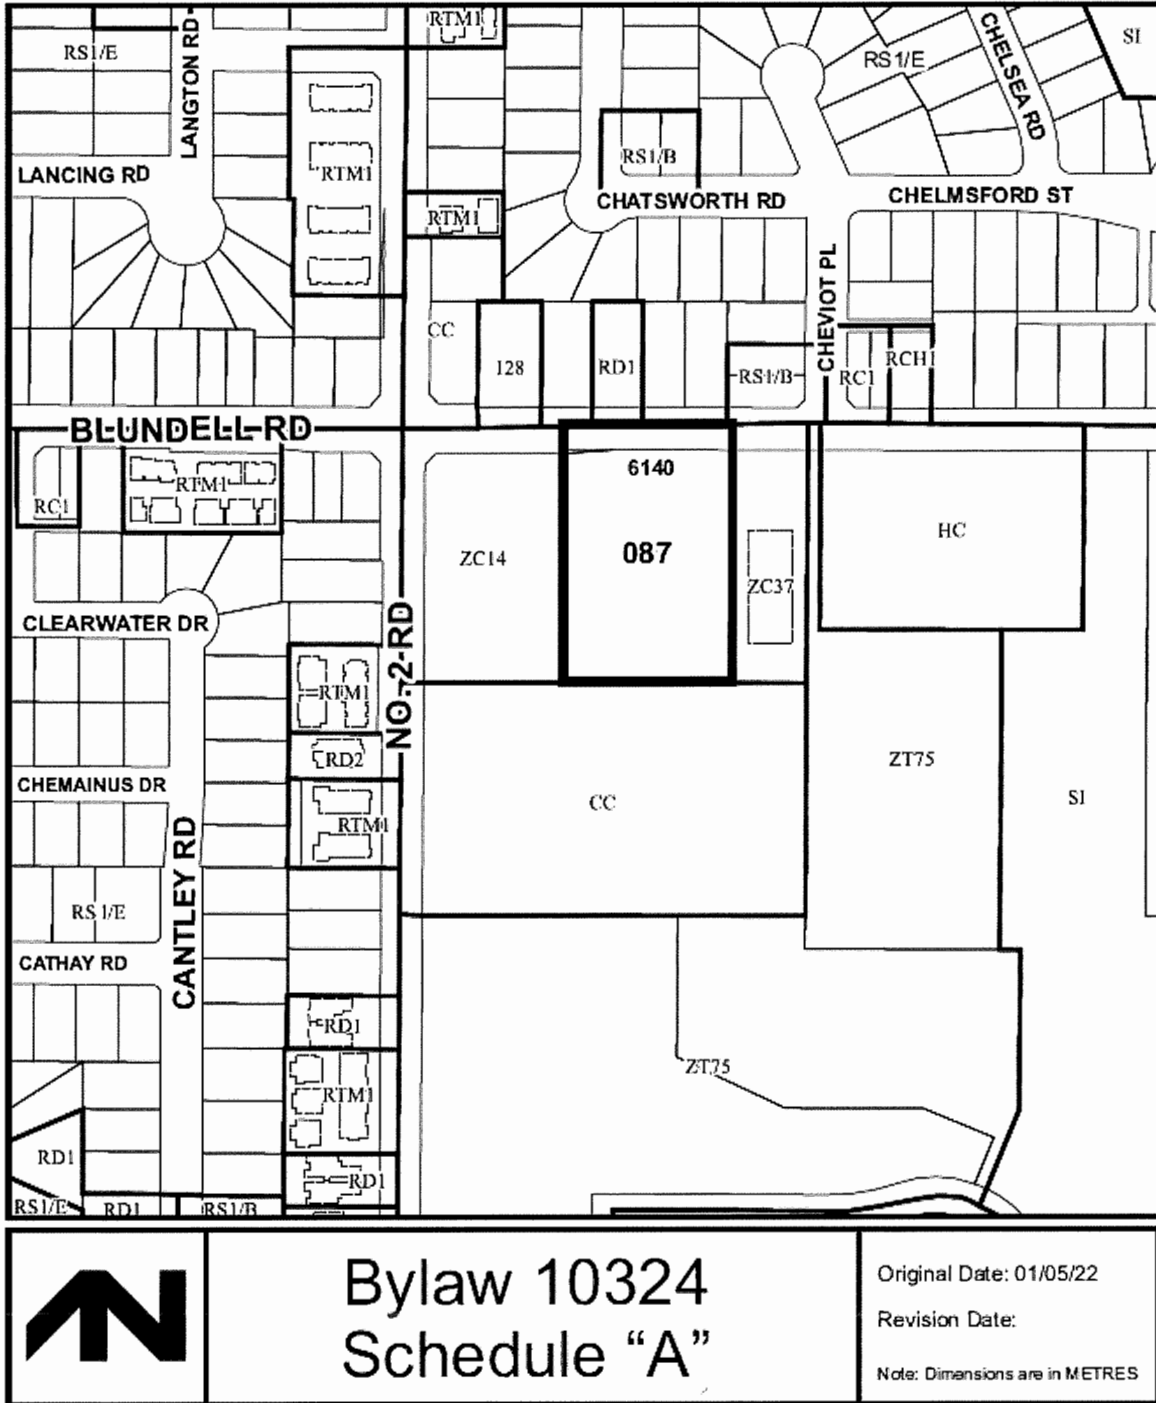 RTM1
SI
RS1/E
LANGTON RD
RS1/E
CHELSEA RD
LANCING RD
RTM1
RS1/B
CHATSWORTH RD
CHELMSFORD ST
RTM1
CHEVIOT PL
CC
128
RD1
RS1/B
RC1
RCH1
BLUNDELL RD
6140
RC1
RTM1
ZC14
087
ZC37
HC
CLEARWATER DR
NO. 2 RD
RTM1
RD2
CHEMAINUS DR
ZT75
CC
SI
RTM1
CANTLEY RD
RS1/E
CATHAY RD
RD1
ZT75
RTM1
RD1
RD1
RS1/E
RD1
RS1/B
Bylaw 10324
Schedule “A”
Original Date: 01/05/22
Revision Date:
Note: Dimensions are in METRES